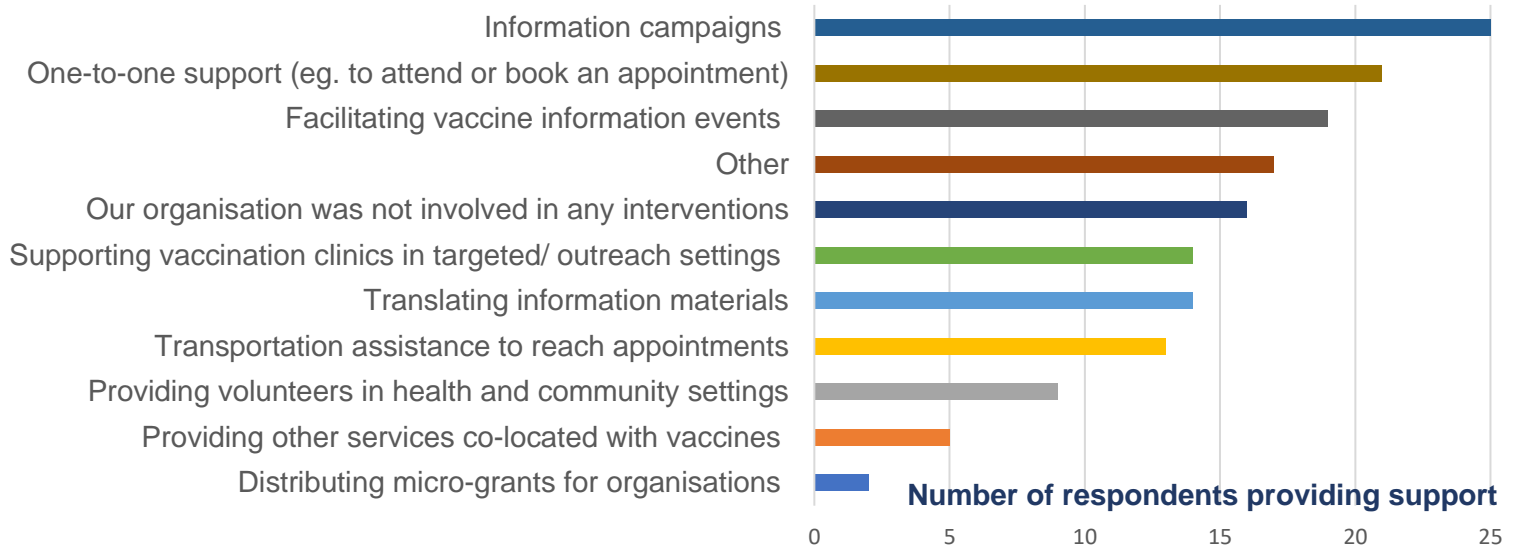 Information campaigns
One-to-one support (eg. to attend or book an appointment)
Facilitating vaccine information events
Other
Our organisation was not involved in any interventions
Supporting vaccination clinics in targeted/ outreach settings
Translating information materials
Transportation assistance to reach appointments
Providing volunteers in health and community settings
Providing other services co-located with vaccines
Distributing micro-grants for organisations
Number of respondents providing support
0 5 10 15 20 25